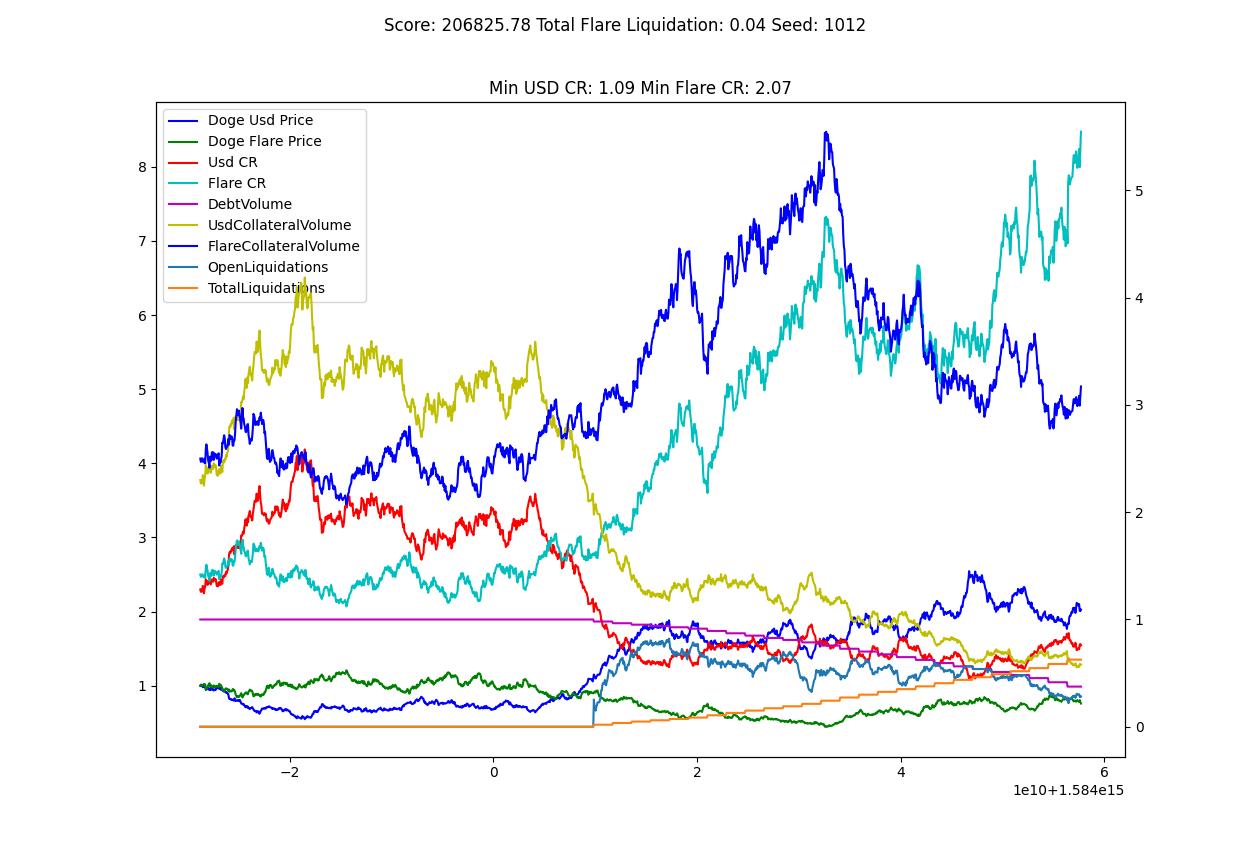 Score: 206825.78 Total Flare Liquidation: 0.04 Seed: 1012
Min USD CR: 1.09 Min Flare CR: 2.07
Doge Usd Price
Doge Flare Price
Usd CR
Flare CR
DebtVolume
UsdCollateralVolume
FlareCollateralVolume
OpenLiquidations
TotalLiquidations
8
7
6
5
4
3
2
1
5
4
3
2
1
0
−2
0
2
4
6
1e10+1.584e15